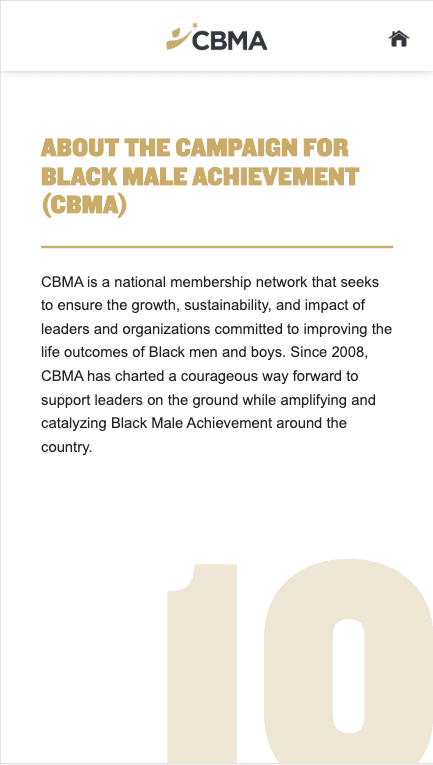 CBMA
ABOUT THE CAMPAIGN FOR
BLACK MALE ACHIEVEMENT
(CBMA)
CBMA is a national membership network that seeks
to ensure the growth, sustainability, and impact of
leaders and organizations committed to improving the
life outcomes of Black men and boys. Since 2008,
CBMA has charted a courageous way forward to
support leaders on the ground while amplifying and
catalyzing Black Male Achievement around the
country.
10